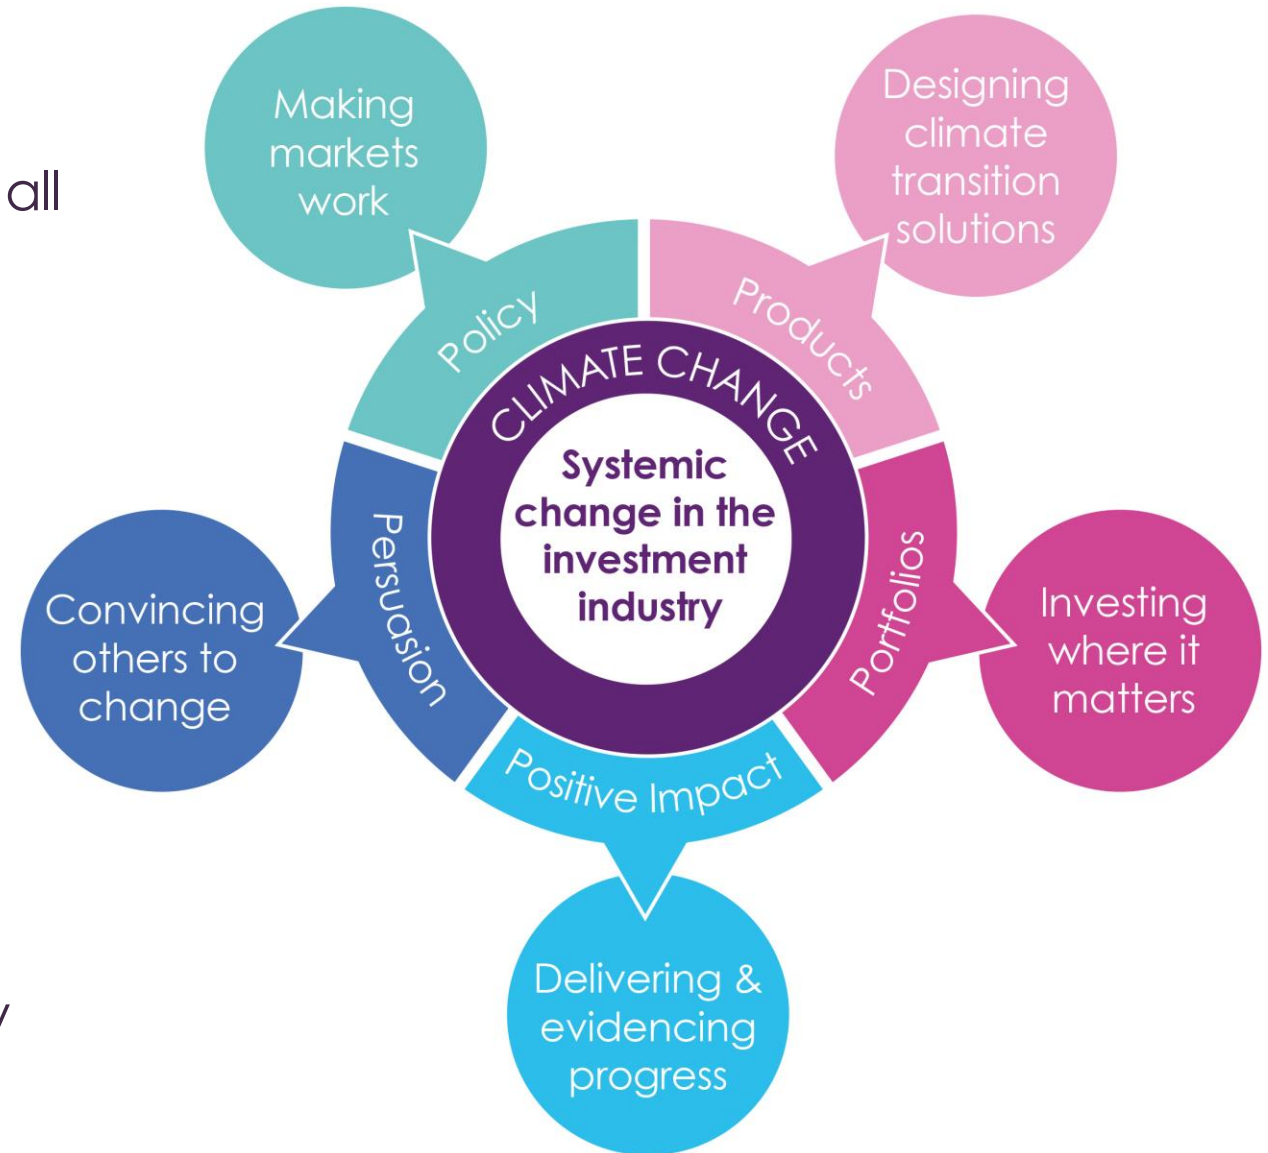 all
Making
markets
work
Designing
climate
transition
solutions
Policy
Products
CLIMATE CHANGE
Systemic
change in the
investment
industry
Persuasion
Portfolios
Convincing
others to
change
Investing
where it
matters
Positive Impact
Delivering &
evidencing
progress